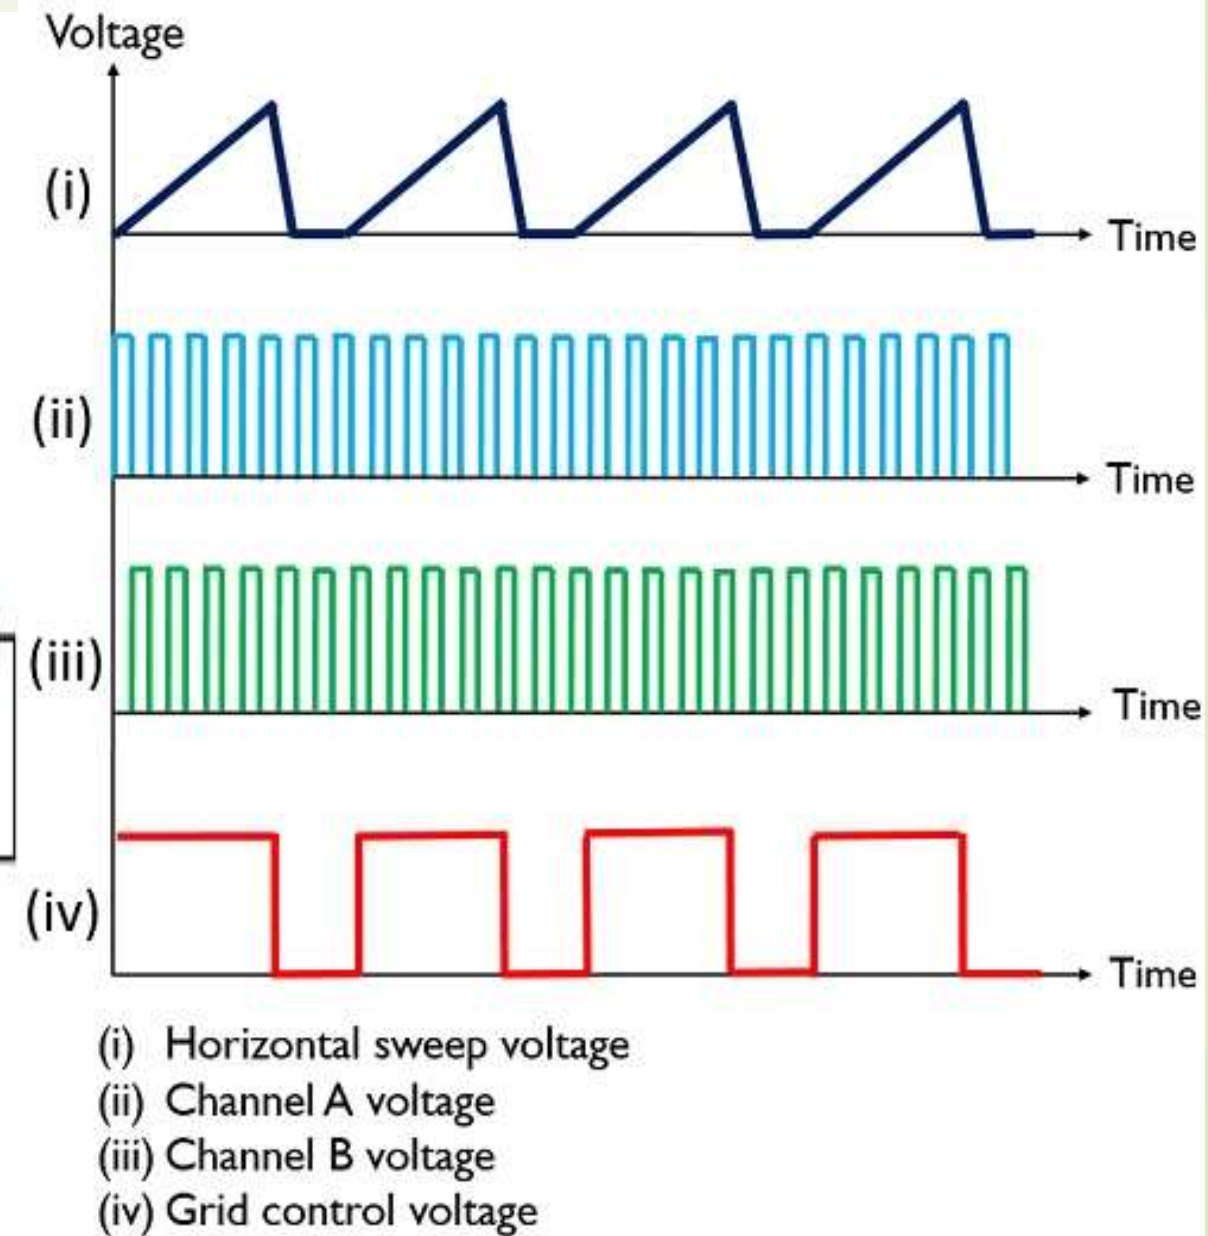 Voltage
(i)
Time
(ii)
Time
(iii)
Time
(iv)
Time
(i) Horizontal sweep voltage
(ii) Channel A voltage
(iii) Channel B voltage
(iv) Grid control voltage